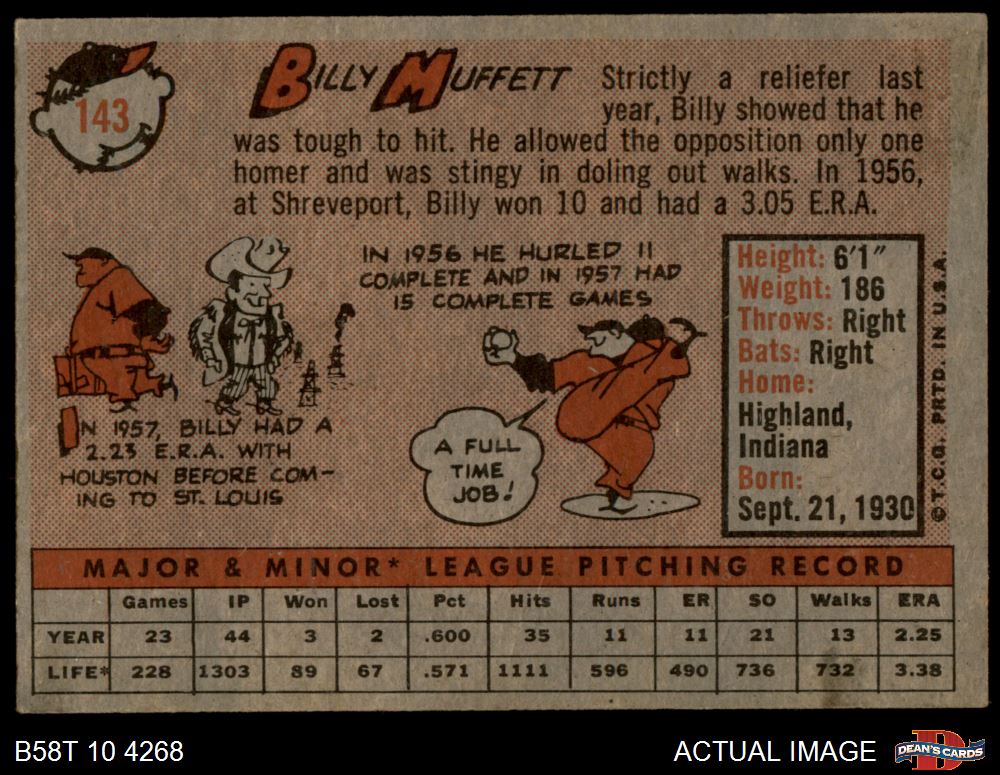 143
BILLY MUFFETT
Strictly a reliefer last
year, Billy showed that he
was tough to hit. He allowed the opposition only one
homer and was stingy in doling out walks. In 1956,
at Shreveport, Billy won 10 and had a 3.05 E.R.A.
IN 1956 HE HURLED 11
COMPLETE AND IN 1957 HAD
15 COMPLETE GAMES
IN 1957, BILLY HAD A
2.23 E.R.A. WITH
HOUSTON BEFORE COM-
ING TO ST. LOUIS
A FULL
TIME
JOB!
Height: 6'1"
Weight: 186
Throws: Right
Bats: Right
Home:
Highland,
Indiana
Born:
Sept. 21, 1930
© T.C.G. PRTD. IN U.S.A.
MAJOR & MINOR* LEAGUE PITCHING RECORD
Games IP Won Lost Pct Hits Runs ER SO Walks ERA
YEAR 23 44 3 2 .600 35 11 11 21 13 2.25
LIFE* 228 1303 89 67 .571 1111 596 490 736 732 3.38
B58T 10 4268
ACTUAL IMAGE
D
DEAN'S CARDS